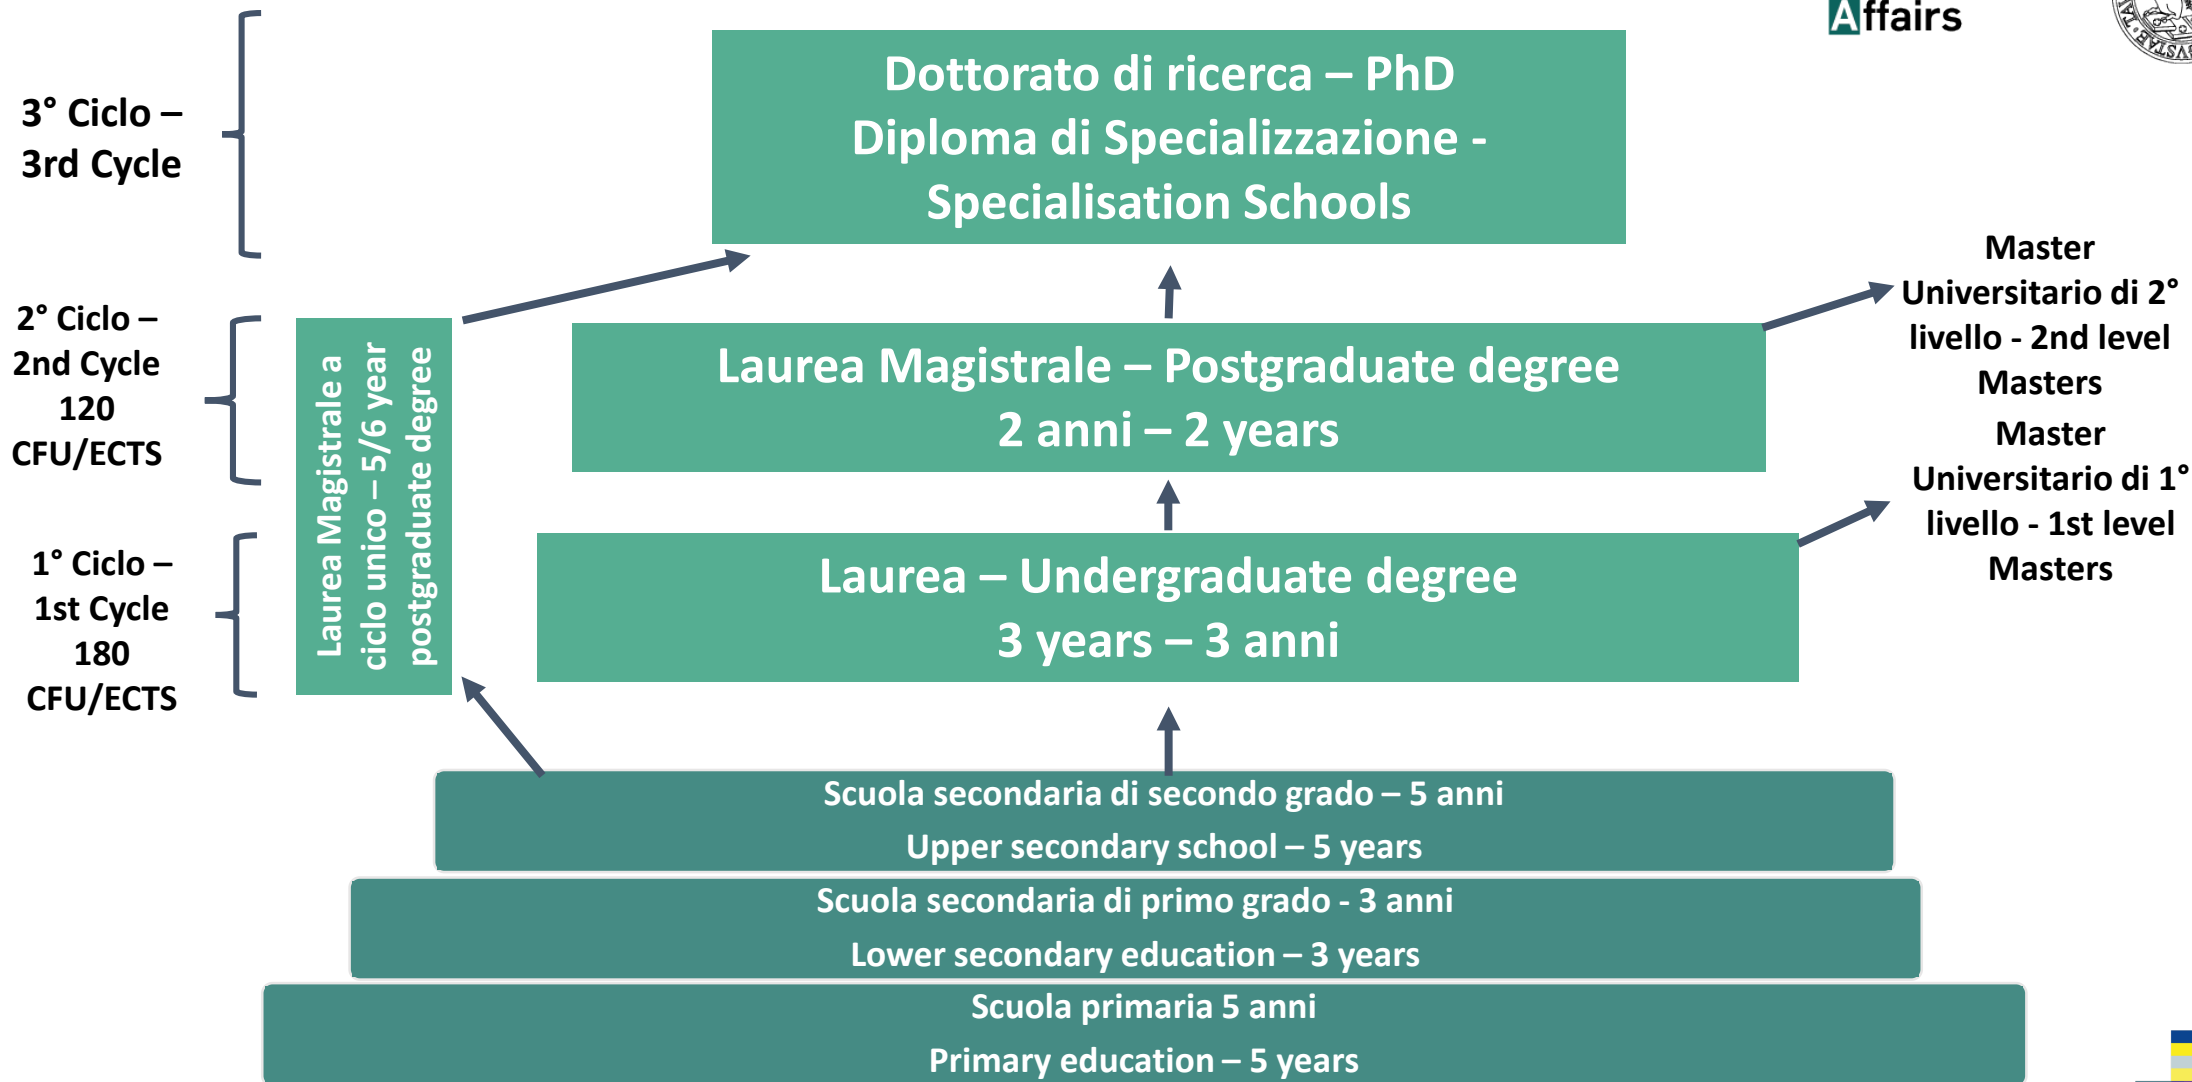 Affairs
3° Ciclo –
3rd Cycle
Dottorato di ricerca – PhD
Diploma di Specializzazione -
Specialisation Schools
2° Ciclo –
2nd Cycle
120
CFU/ECTS
Laurea Magistrale a
ciclo unico – 5/6 year
postgraduate degree
Laurea Magistrale – Postgraduate degree
2 anni – 2 years
Master
Universitario di 2°
livello - 2nd level
Masters
Master
Universitario di 1°
livello - 1st level
Masters
1° Ciclo –
1st Cycle
180
CFU/ECTS
Laurea – Undergraduate degree
3 years – 3 anni
Scuola secondaria di secondo grado – 5 anni
Upper secondary school – 5 years
Scuola secondaria di primo grado - 3 anni
Lower secondary education – 3 years
Scuola primaria 5 anni
Primary education – 5 years